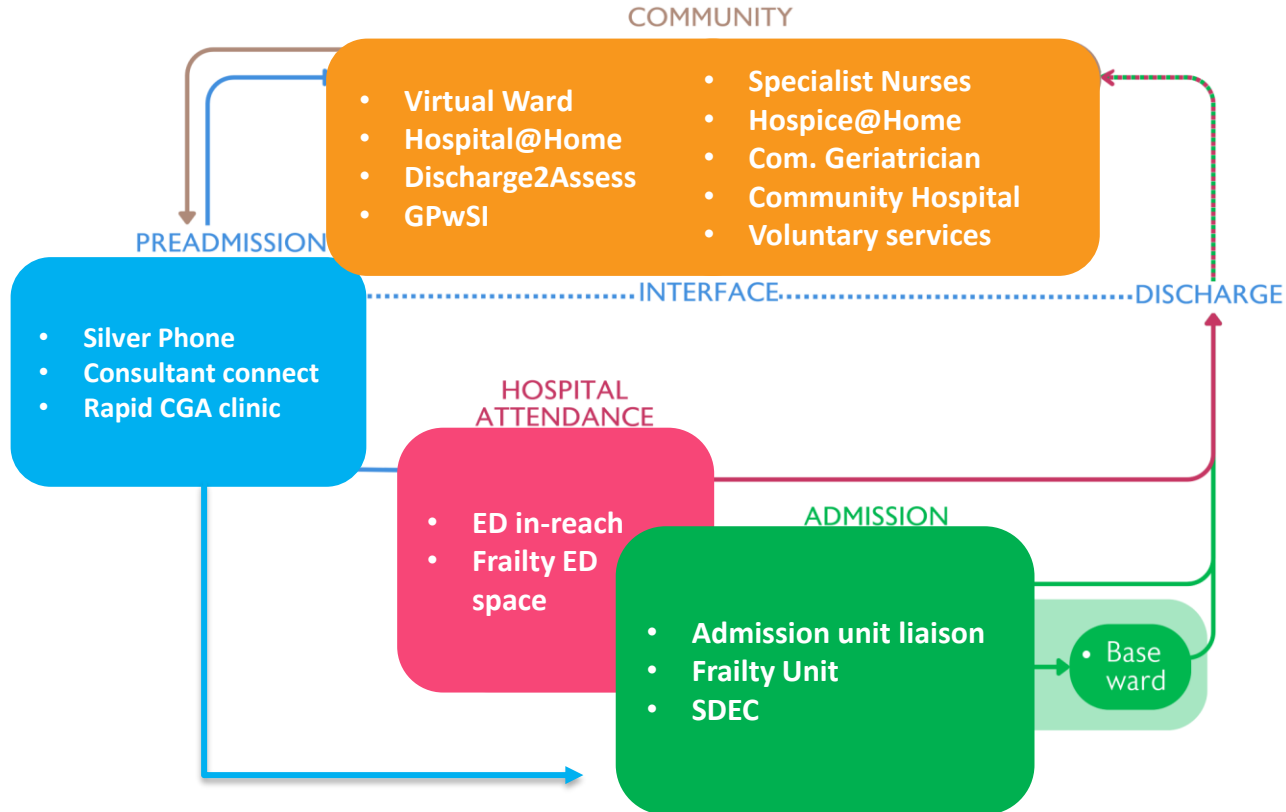 COMMUNITY
• Virtual Ward
• Hospital@Home
• Discharge2Assess
• GPwSI
• Specialist Nurses
• Hospice@Home
• Com. Geriatrician
• Community Hospital
• Voluntary services
PREADMISSION
INTERFACE
DISCHARGE
• Silver Phone
• Consultant connect
• Rapid CGA clinic
HOSPITAL
ATTENDANCE
• ED in-reach
• Frailty ED
space
ADMISSION
• Admission unit liaison
• Frailty Unit
• SDEC
• Base
ward